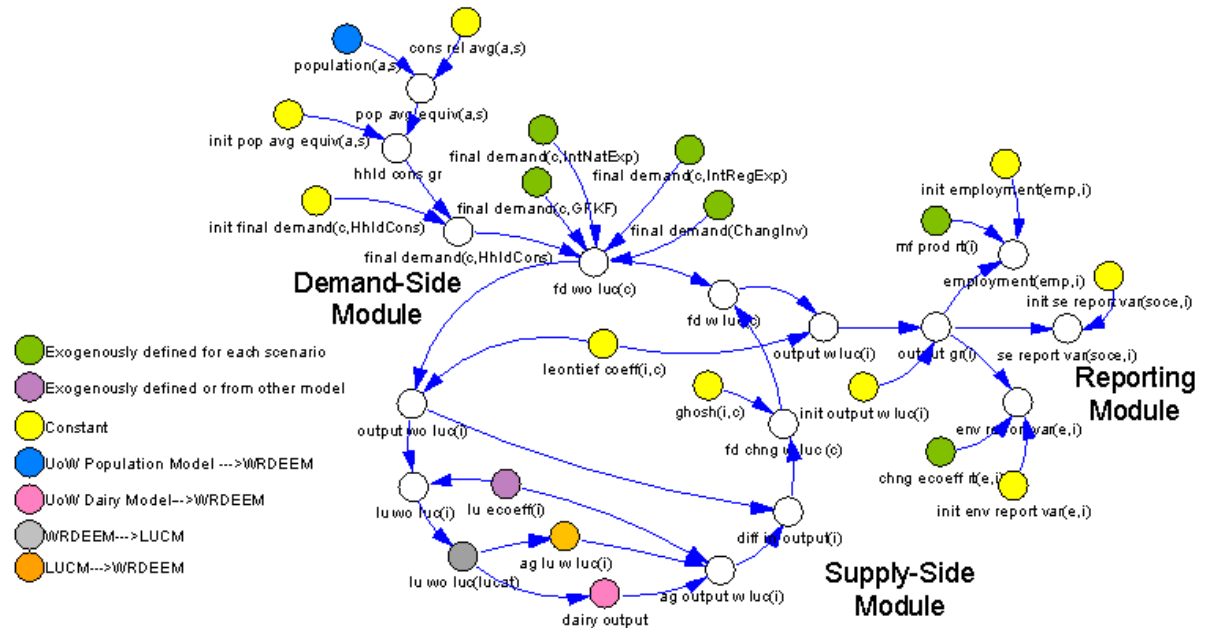 cons rel avg(a,s)
population(a,s)
pop avg equiv(a,s)
init pop avg equiv(a,s)
hhld cons gr
final demand(c,IntNatExp)
final demand(c,IntRegExp)
final demand(c,GFKF)
init final demand(c,HhldCons)
final demand(ChangInv)
final demand(c,HhldCons)
Demand-Side
Module
fd wo luc(c)
fd w luc(c)
init employment(emp,i)
mf prod rt(i)
employment(emp,i)
init se report var(soce,i)
output w luc(i)
output gr(i)
se report var(soce,i)
Reporting
Module
leontief coeff(i,c)
ghosh(i,c)
init output w luc(i)
env report var(e,i)
fd chng w luc (c)
chng ecoeff rt(e,i)
init env report var(e,i)
output wo luc(i)
lu wo luc(i)
lu ecoeff(i)
diff in output(i)
lu wo luc(lucat)
ag lu w luc(i)
ag output w luc(i)
dairy output
Supply-Side
Module
Exogenously defined for each scenario
Exogenously defined or from other model
Constant
UoW Population Model --->WRDEEM
UoW Dairy Model-->WRDEEM
WRDEEM--->LUCM
LUCM--->WRDEEM